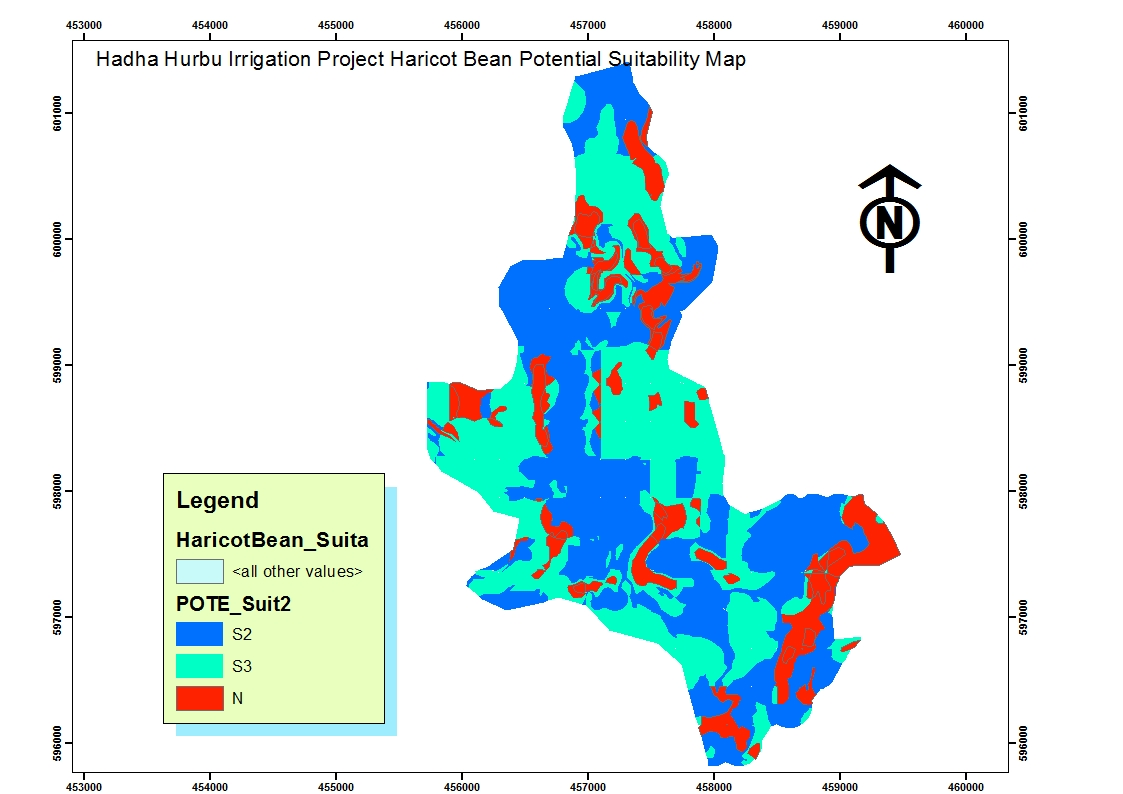 453000 454000 455000 456000 457000 458000 459000 460000
Hadha Hurbu Irrigation Project Haricot Bean Potential Suitability Map
601000 601000
N
600000 600000
599000 599000
598000 598000
Legend
HaricotBean_Suita
<all other values>
POTE_Suit2
S2
S3
N
597000 597000
596000 596000
453000 454000 455000 456000 457000 458000 459000 460000